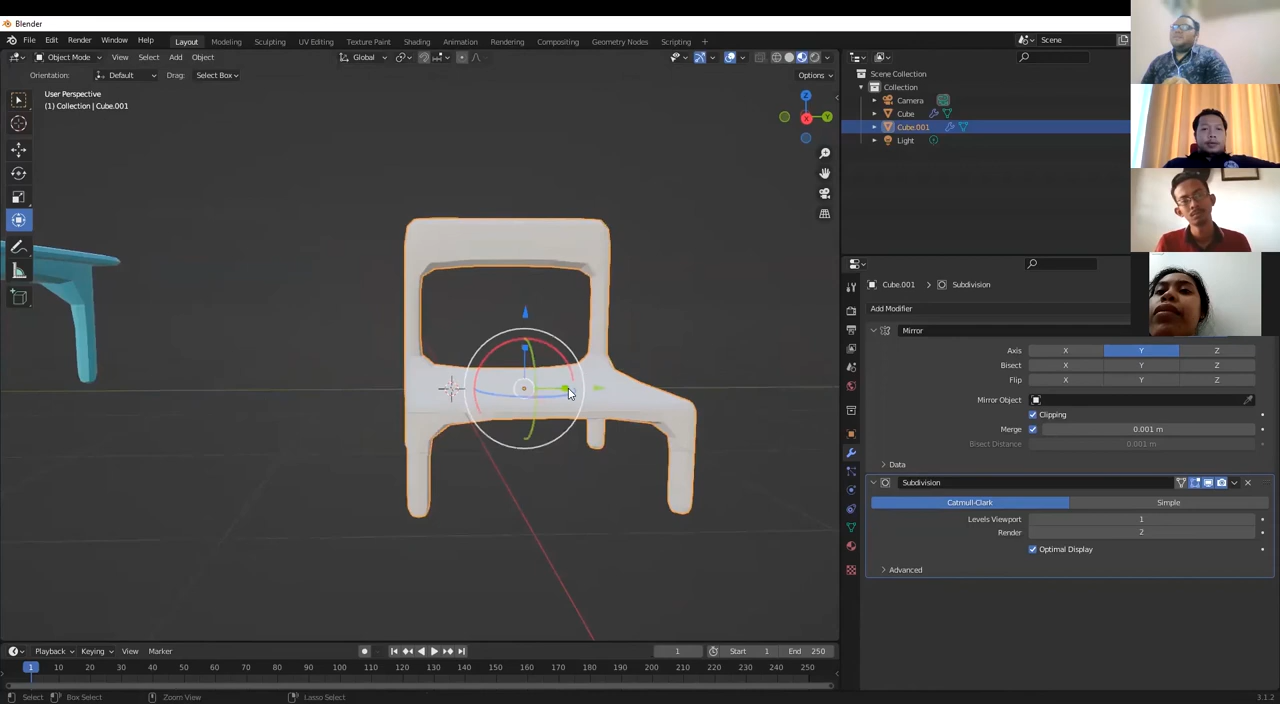 Blender
File Edit Render Window Help Layout Modeling Sculpting UV Editing Texture Paint Shading Animation Rendering Compositing Geometry Nodes Scripting + Scene
Object Mode View Select Add Object Global
Orientation: Default Drag: Select Box Options
User Perspective
(1) Collection | Cube.001
Z
Y
X
Scene Collection
Collection
Camera
Cube
Cube.001
Light
Cube.001 > Subdivision
Add Modifier
Mirror
Axis X Y Z
Bisect X Y Z
Flip X Y Z
Mirror Object
Clipping
Merge 0.001 m
Bisect Distance 0.001 m
Data
Subdivision
Catmull-Clark Simple
Levels Viewport 1
Render 2
Optimal Display
Advanced
Playback Keying View Marker 1 Start 1 End 250
1 10 20 30 40 50 60 70 80 90 100 110 120 130 140 150 160 170 180 190 200 210 220 230 240 250
Select Box Select Zoom View Lasso Select 3.1.2